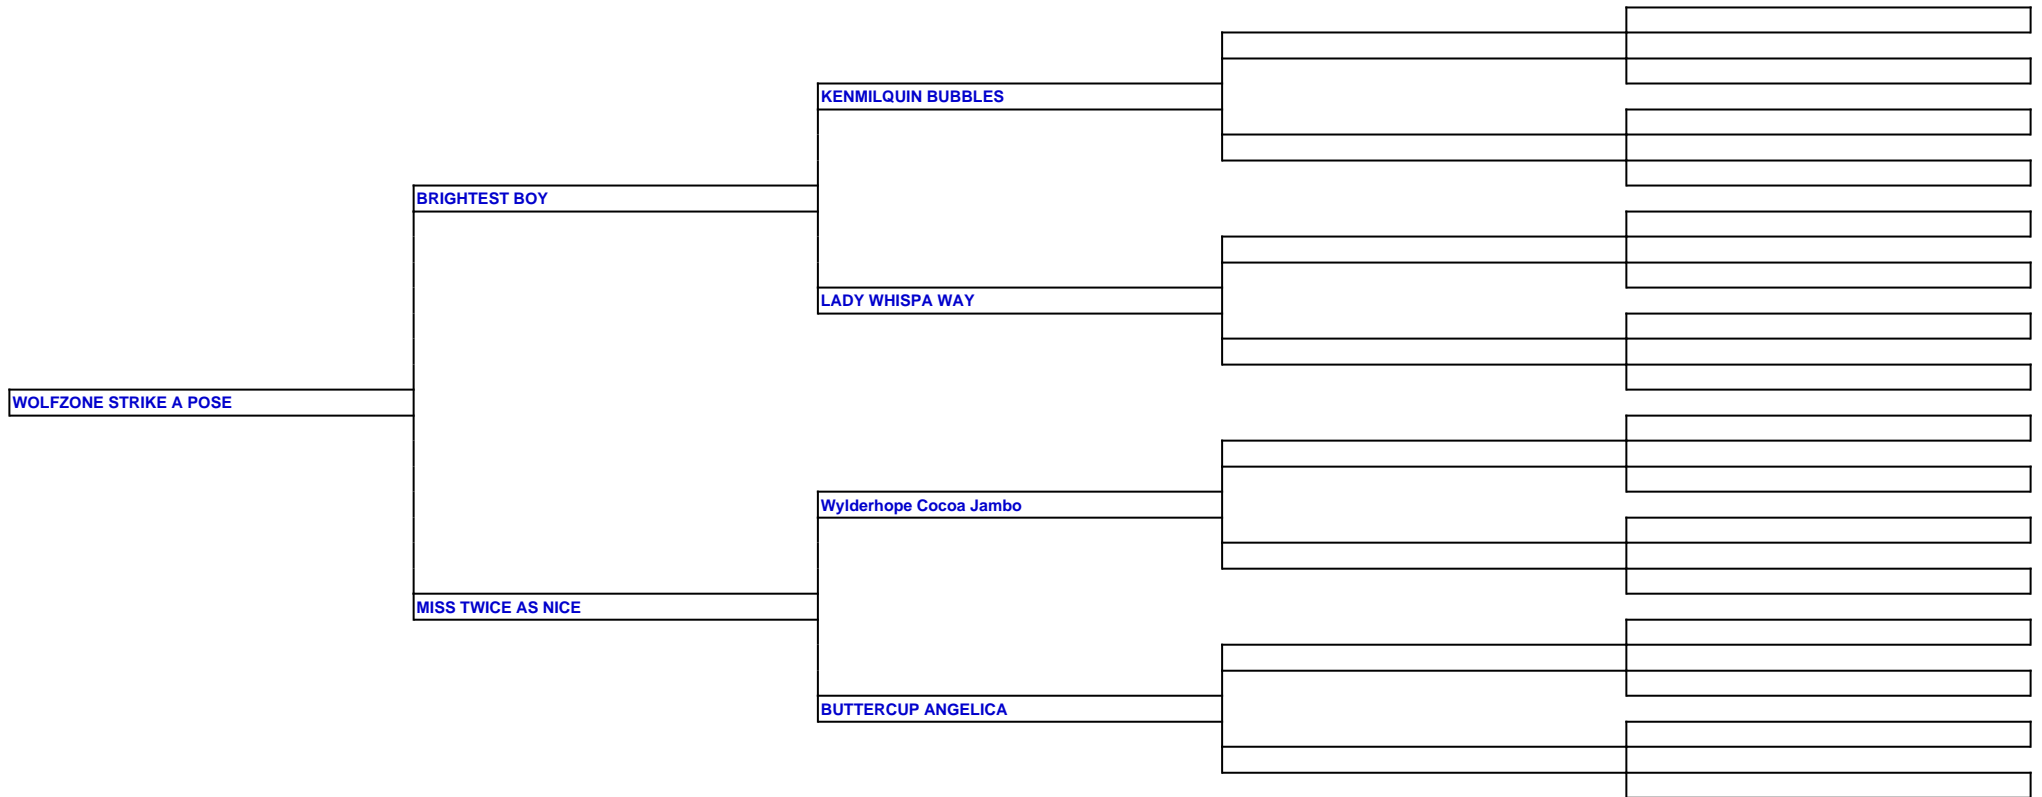 KENMILQUIN BUBBLES
BRIGHTEST BOY
LADY WHISPA WAY
WOLFZONE STRIKE A POSE
Wylderhope Cocoa Jambo
MISS TWICE AS NICE
BUTTERCUP ANGELICA